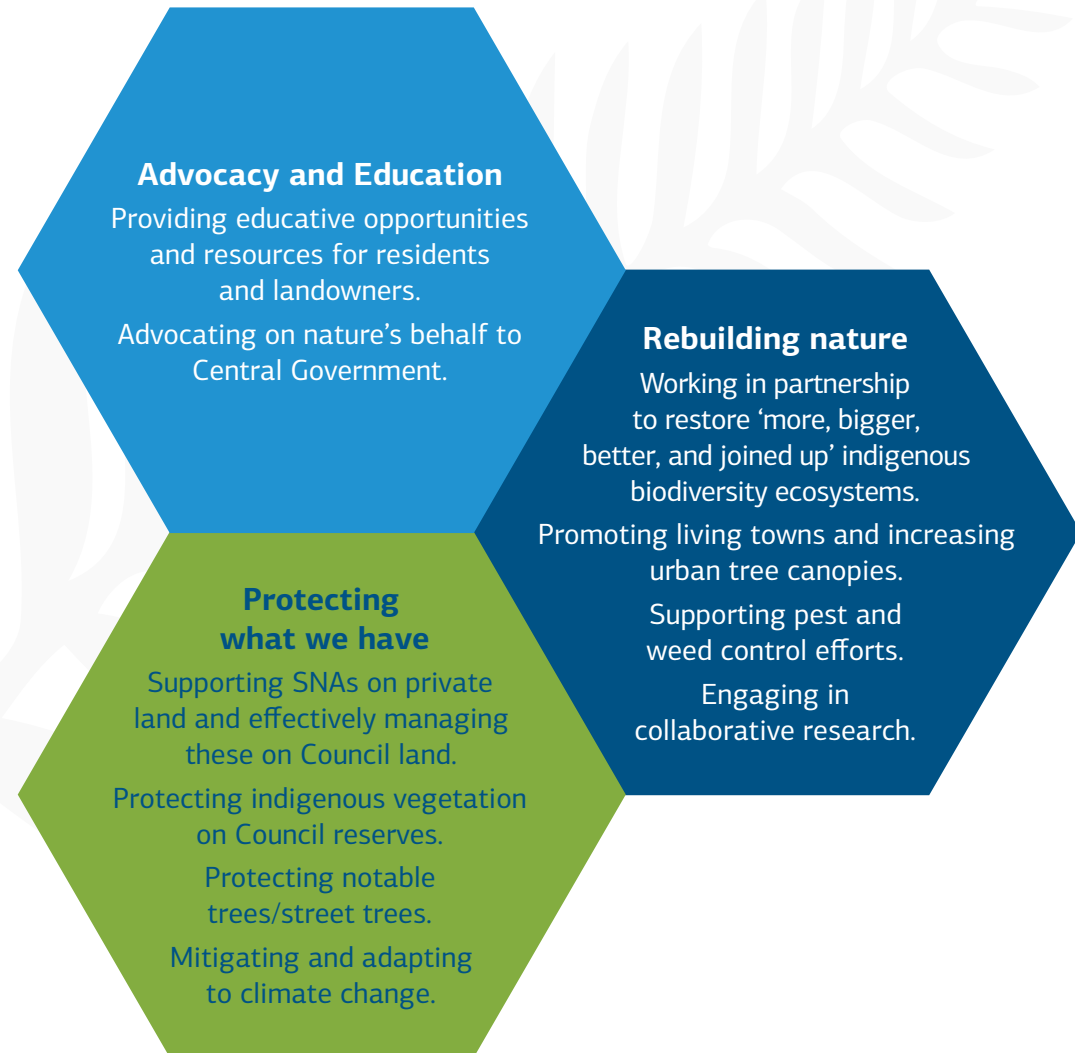 Advocacy and Education
Providing educative opportunities
and resources for residents
and landowners.
Advocating on nature’s behalf to
Central Government.
Rebuilding nature
Working in partnership
to restore ‘more, bigger,
better, and joined up’ indigenous
biodiversity ecosystems.
Promoting living towns and increasing
urban tree canopies.
Supporting pest and
weed control efforts.
Engaging in
collaborative research.
Protecting
what we have
Supporting SNAs on private
land and effectively managing
these on Council land.
Protecting indigenous vegetation
on Council reserves.
Protecting notable
trees/street trees.
Mitigating and adapting
to climate change.